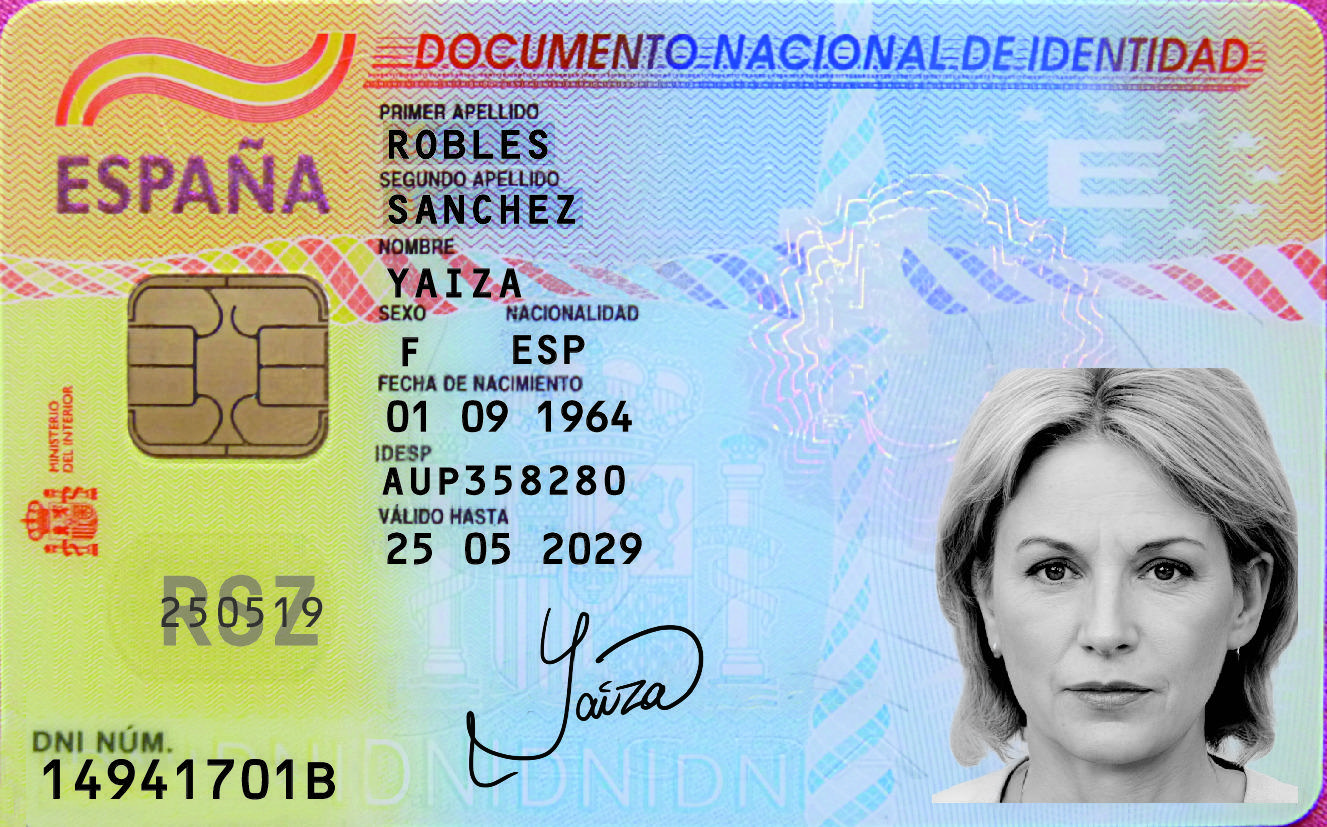 DOCUMENTO NACIONAL DE IDENTIDAD
ESPAÑA
PRIMER APELLIDO
ROBLES
SEGUNDO APELLIDO
SANCHEZ
NOMBRE
YAIZA
SEXO NACIONALIDAD
F ESP
FECHA DE NACIMIENTO
01 09 1964
IDESP
AUP358280
VÁLIDO HASTA
25 05 2029
MINISTERIO
DEL INTERIOR
RSZ
250519
Yaiza
DNI NÚM.
14941701B
E
DNIDNIDNIDNI